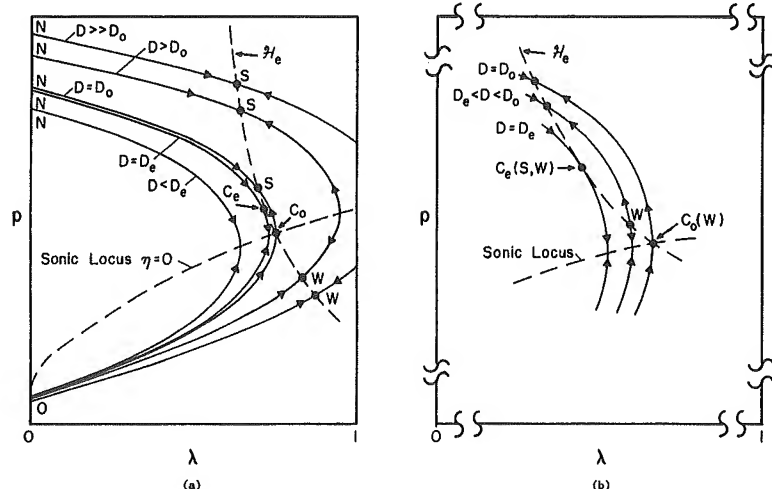 N
D>>D₀
D>D₀
ℋₑ
N
S
N
D=D₀
S
N
D=Dₑ
D<Dₑ
S
Cₑ
C₀
p
Sonic Locus η=0
W
W
O
0
1
λ
(a)
ℋₑ
D=D₀
Dₑ<D<D₀
D=Dₑ
Cₑ(S,W)
p
W
C₀(W)
Sonic Locus
0
1
λ
(b)